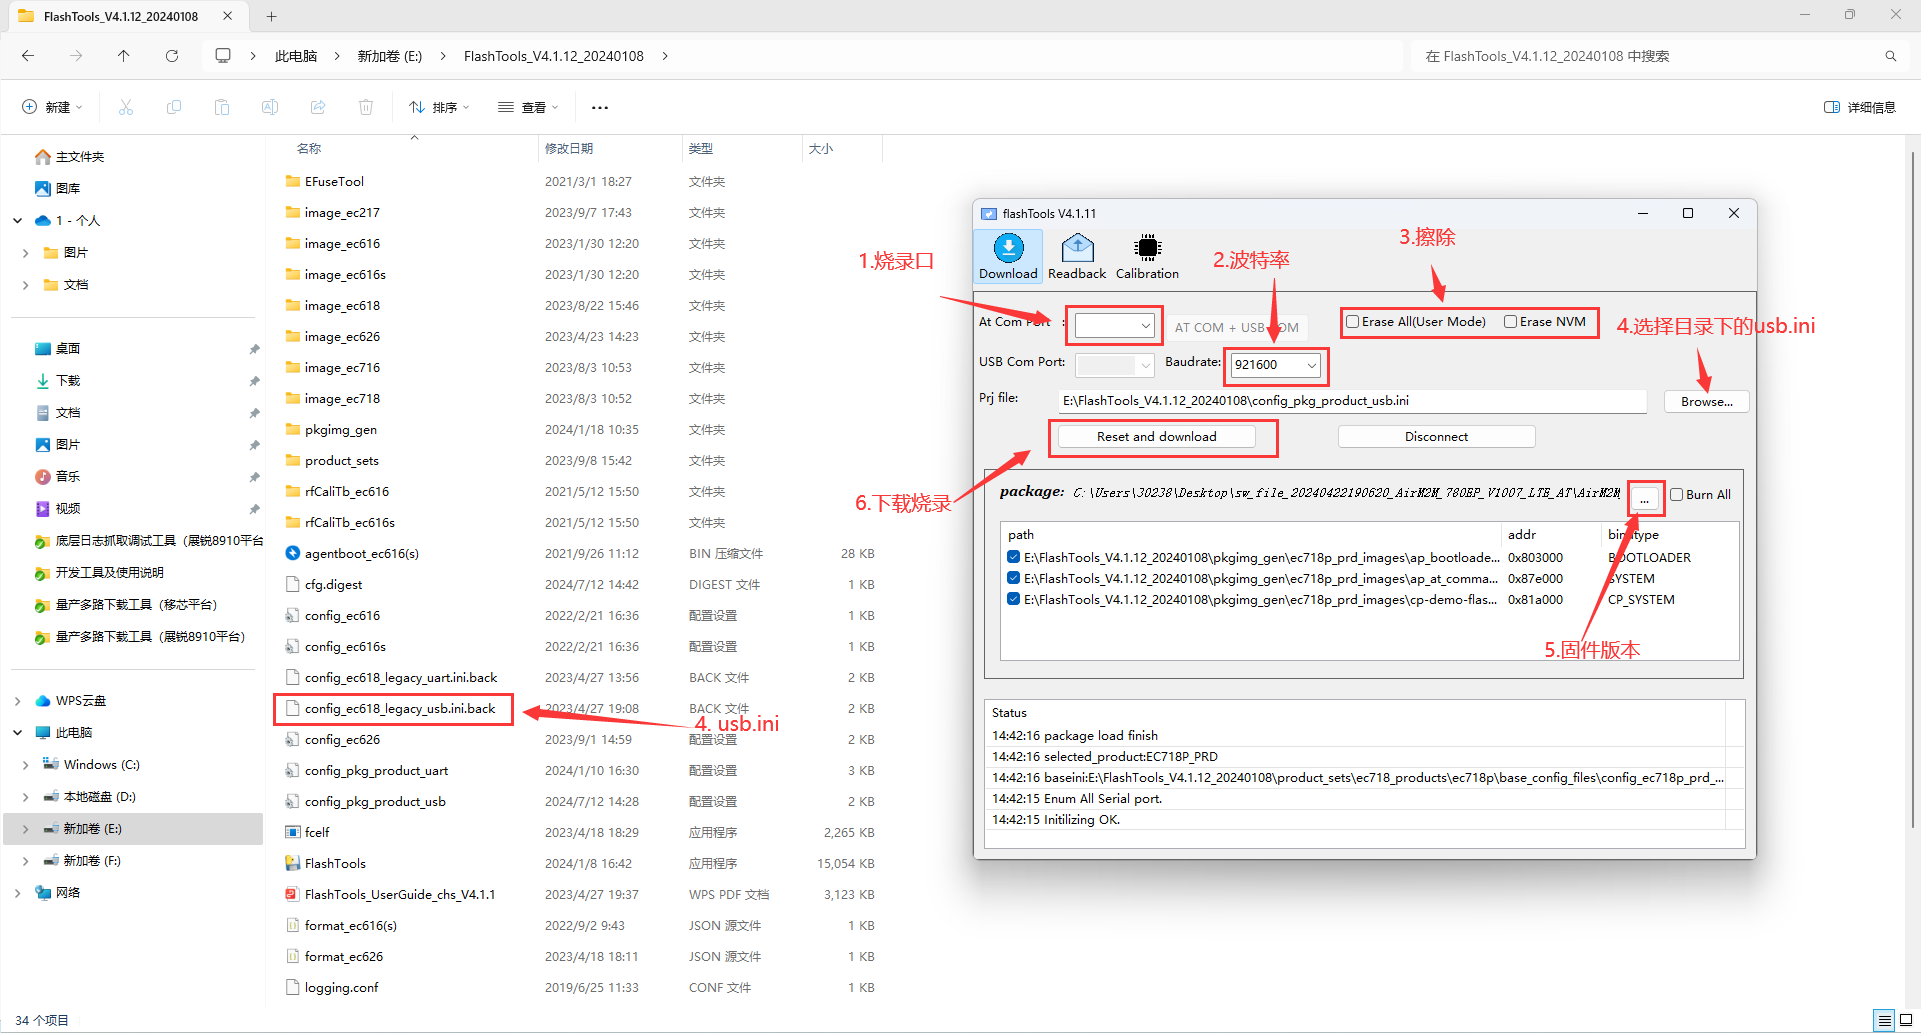 FlashTools_V4.1.12_20240108
此电脑 > 新加卷 (E:) > FlashTools_V4.1.12_20240108 >
在 FlashTools_V4.1.12_20240108 中搜索
新建 排序 查看 ... 详细信息
主文件夹
图库
1 - 个人
图片
文档
桌面
下载
文档
图片
音乐
视频
底层日志抓取调试工具（展锐8910平台
开发工具及使用说明
量产多路下载工具（移芯平台）
量产多路下载工具（展锐8910平台）
WPS云盘
此电脑
Windows (C:)
本地磁盘 (D:)
新加卷 (E:)
新加卷 (F:)
网络
34 个项目
名称 修改日期 类型 大小
EFuseTool 2021/3/1 18:27 文件夹
image_ec217 2023/9/7 17:43 文件夹
image_ec616 2023/1/30 12:20 文件夹
image_ec616s 2023/1/30 12:20 文件夹
image_ec618 2023/8/22 15:46 文件夹
image_ec626 2023/4/23 14:23 文件夹
image_ec716 2023/8/3 10:53 文件夹
image_ec718 2023/8/3 10:52 文件夹
pkgimg_gen 2024/1/18 10:35 文件夹
product_sets 2023/9/8 15:42 文件夹
rfCaliTb_ec616 2021/5/12 15:50 文件夹
rfCaliTb_ec616s 2021/5/12 15:50 文件夹
agentboot_ec616(s) 2021/9/26 11:12 BIN 压缩文件 28 KB
cfg.digest 2024/7/12 14:42 DIGEST 文件 1 KB
config_ec616 2022/2/21 16:36 配置设置 1 KB
config_ec616s 2022/2/21 16:36 配置设置 1 KB
config_ec618_legacy_uart.ini.back 2023/4/27 13:56 BACK 文件 2 KB
config_ec618_legacy_usb.ini.back 2023/4/27 19:08 BACK 文件 2 KB
4. usb.ini
config_ec626 2023/9/1 14:59 配置设置 2 KB
config_pkg_product_uart 2024/1/10 16:30 配置设置 3 KB
config_pkg_product_usb 2024/7/12 14:28 配置设置 2 KB
fcelf 2023/4/18 18:29 应用程序 2,265 KB
FlashTools 2024/1/8 16:42 应用程序 15,054 KB
FlashTools_UserGuide_chs_V4.1.1 2023/4/27 19:37 WPS PDF 文档 3,123 KB
format_ec616(s) 2022/9/2 9:43 JSON 源文件 1 KB
format_ec626 2023/4/18 18:11 JSON 源文件 1 KB
logging.conf 2019/6/25 11:33 CONF 文件 1 KB
flashTools V4.1.11
Download Readback Calibration
1.烧录口
2.波特率
3.擦除
4.选择目录下的usb.ini
At Com Port : AT COM + USB COM Erase All(User Mode) Erase NVM
USB Com Port: Baudrate: 921600
Prj file: E:\FlashTools_V4.1.12_20240108\config_pkg_product_usb.ini Browse...
Reset and download Disconnect
6.下载烧录
package: C:\Users\30238\Desktop\sw_file_20240422190620_AirM2M_780EP_V1007_LTE_AT\AirM2M ... Burn All
path addr bin type
E:\FlashTools_V4.1.12_20240108\pkgimg_gen\ec718p_prd_images\ap_bootloade... 0x803000 BOOTLOADER
E:\FlashTools_V4.1.12_20240108\pkgimg_gen\ec718p_prd_images\ap_at_comma... 0x87e000 SYSTEM
E:\FlashTools_V4.1.12_20240108\pkgimg_gen\ec718p_prd_images\cp-demo-flas... 0x81a000 CP_SYSTEM
5.固件版本
Status
14:42:16 package load finish
14:42:16 selected_product:EC718P_PRD
14:42:16 baseini:E:\FlashTools_V4.1.12_20240108\product_sets\ec718_products\ec718p\base_config_files\config_ec718p_prd_...
14:42:15 Enum All Serial port.
14:42:15 Initilizing OK.